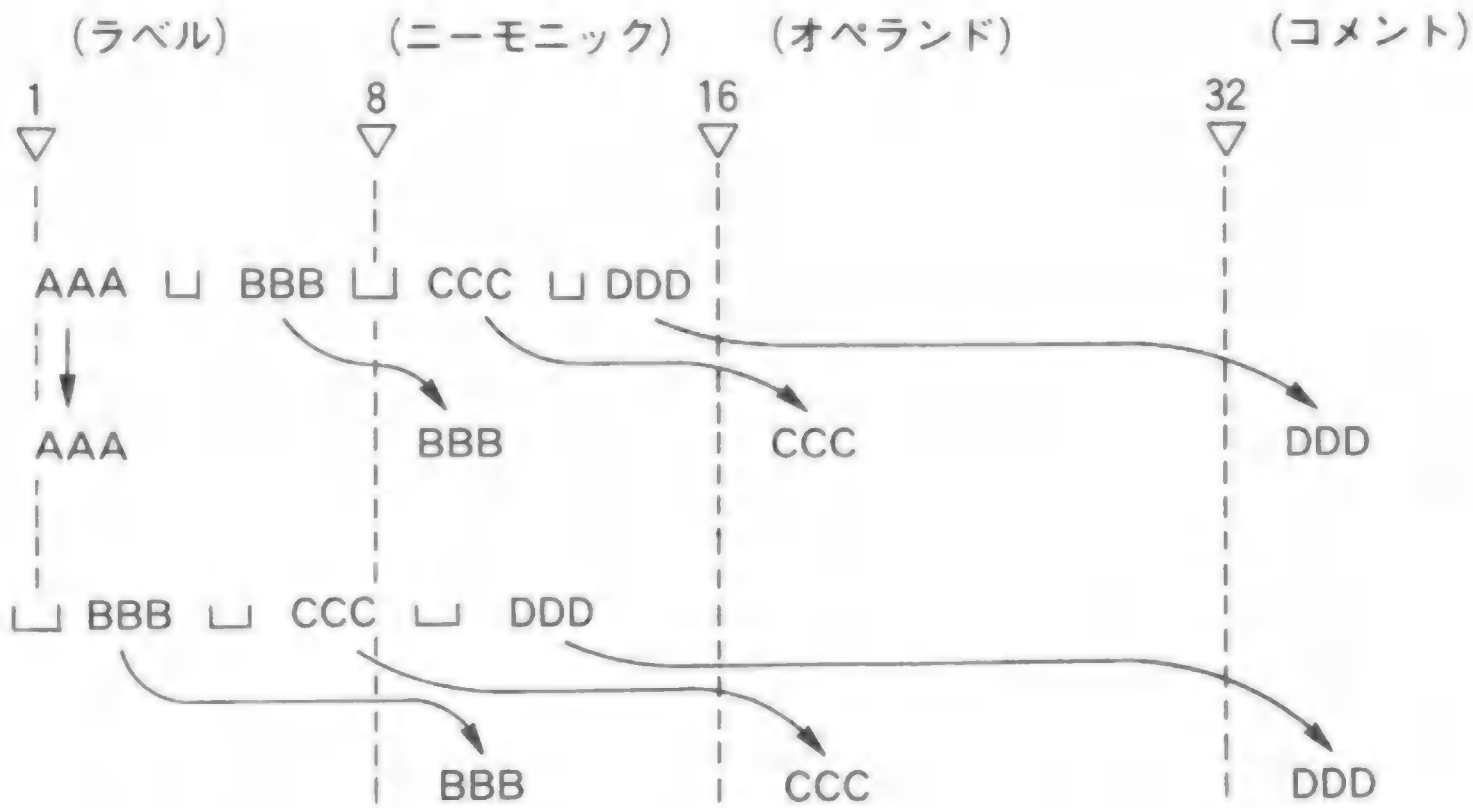 (ラベル) (ニーモニック) (オペランド) (コメント)
1 8 16 32
AAA ␣ BBB ␣ CCC ␣ DDD
AAA BBB CCC DDD
␣ BBB ␣ CCC ␣ DDD
BBB CCC DDD